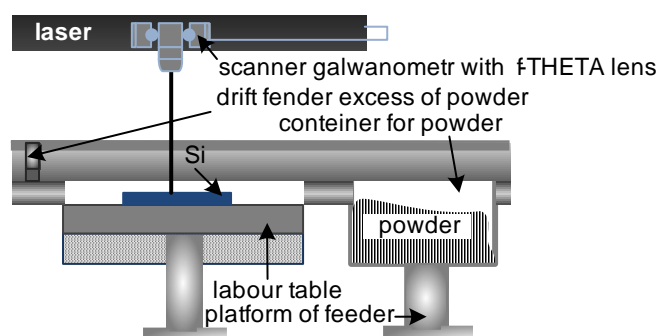 laser
scanner galwanometr with f-THETA lens
drift fender excess of powder
conteiner for powder
Si
powder
labour table
platform of feeder